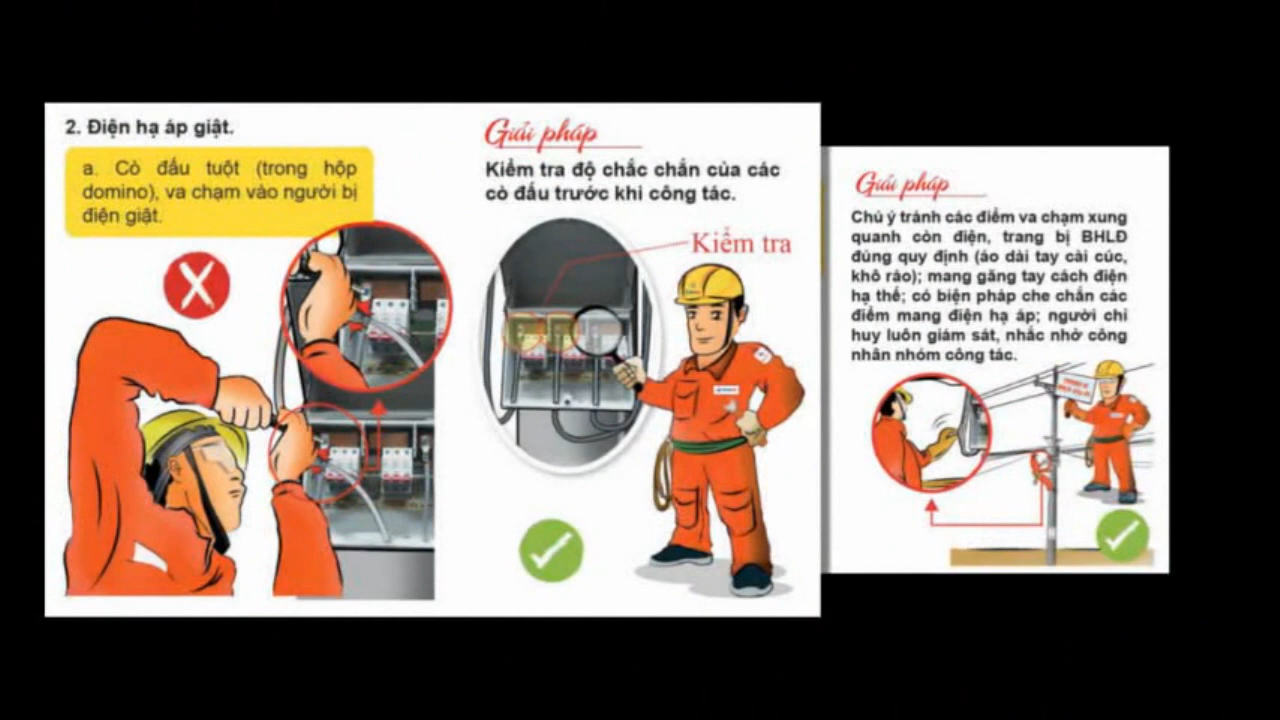 2. Điện hạ áp giật.
a. Cò đấu tuột (trong hộp
domino), va chạm vào người bị
điện giật.
Giải pháp
Kiểm tra độ chắc chắn của các
cò đấu trước khi công tác.
Kiểm tra
Giải pháp
Chú ý tránh các điểm va chạm xung
quanh còn điện, trang bị BHLĐ
đúng quy định (áo dài tay cài cúc,
khô ráo); mang găng tay cách điện
hạ thế; có biện pháp che chắn các
điểm mang điện hạ áp; người chỉ
huy luôn giám sát, nhắc nhở công
nhân nhóm công tác.